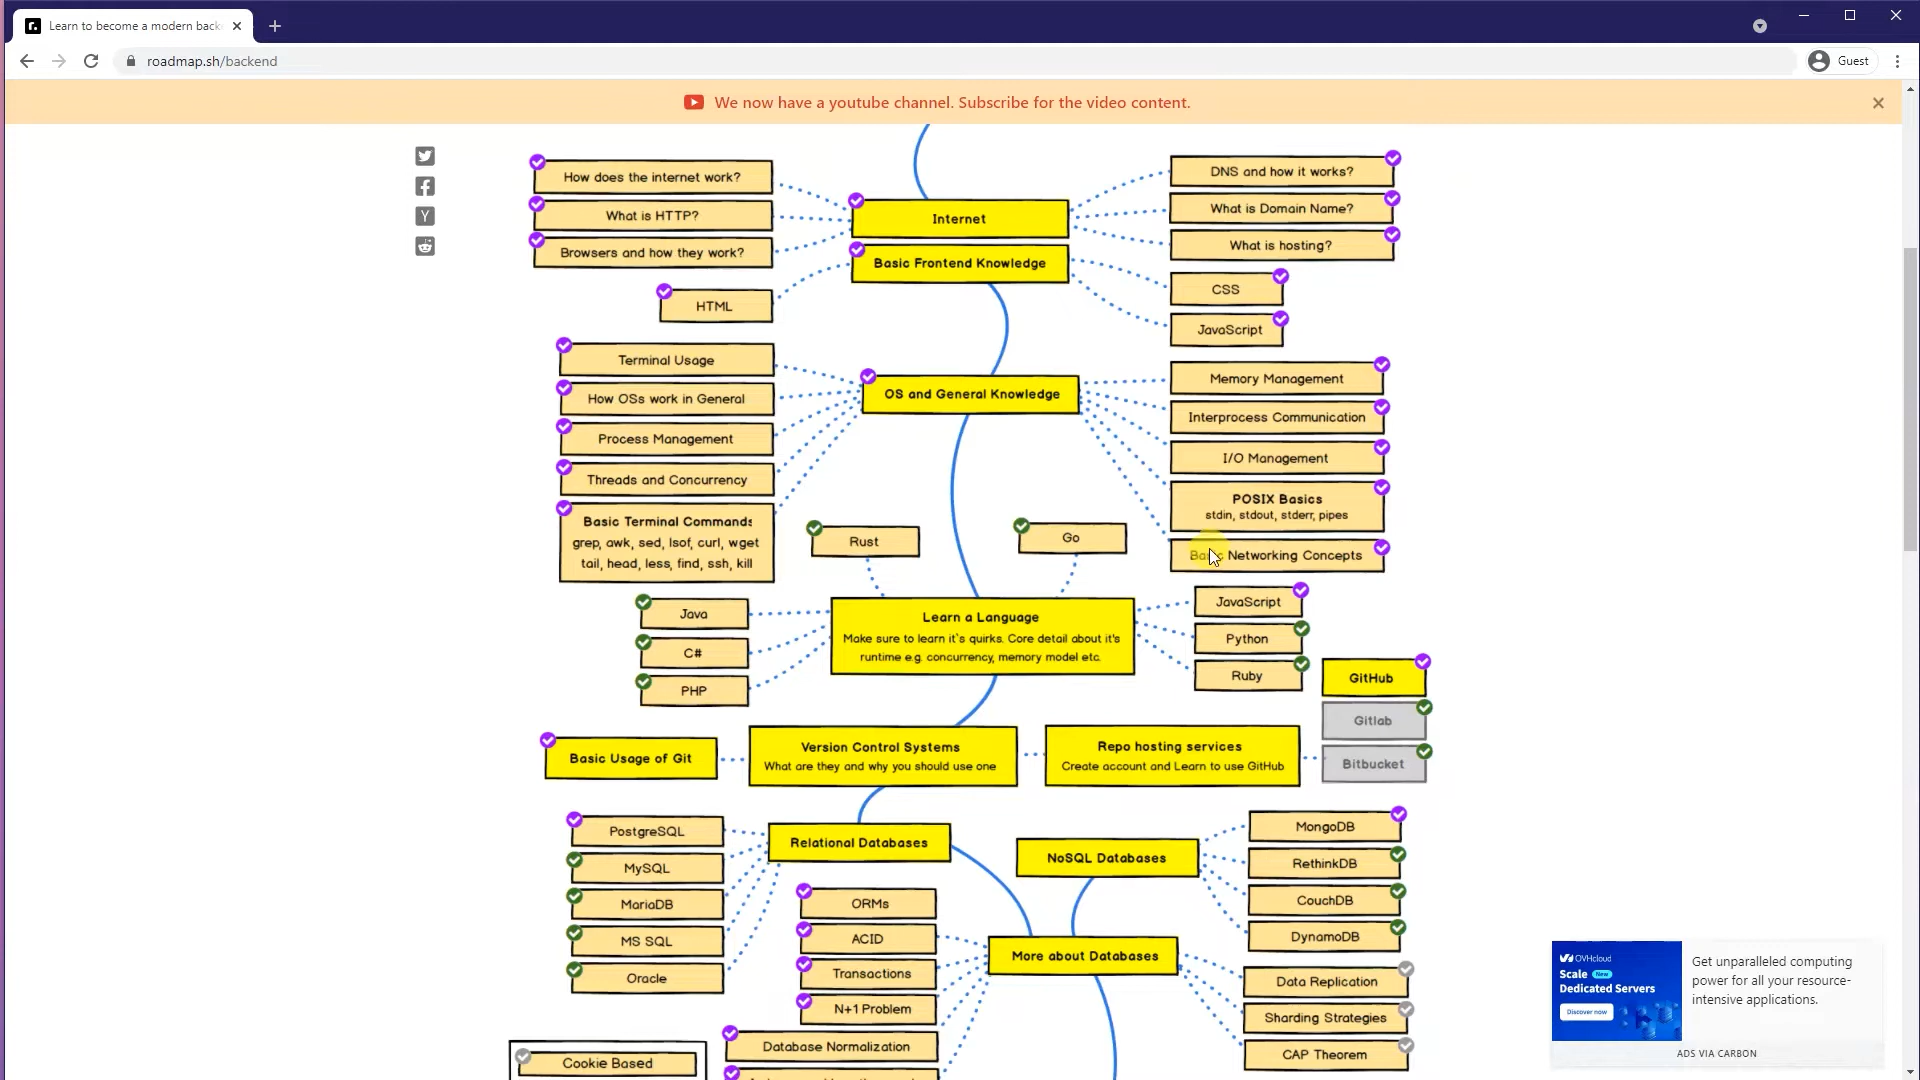 Learn to become a modern back
roadmap.sh/backend
Guest
We now have a youtube channel. Subscribe for the video content.
How does the internet work?
What is HTTP?
Browsers and how they work?
HTML
Internet
Basic Frontend Knowledge
DNS and how it works?
What is Domain Name?
What is hosting?
CSS
JavaScript
Terminal Usage
How OSs work in General
Process Management
Threads and Concurrency
Basic Terminal Commands
grep, awk, sed, lsof, curl, wget
tail, head, less, find, ssh, kill
OS and General Knowledge
Memory Management
Interprocess Communication
I/O Management
POSIX Basics
stdin, stdout, stderr, pipes
Basic Networking Concepts
Rust
Go
Java
C#
PHP
Learn a Language
Make sure to learn it's quirks. Core detail about it's
runtime e.g. concurrency, memory model etc.
JavaScript
Python
Ruby
GitHub
Gitlab
Bitbucket
Basic Usage of Git
Version Control Systems
What are they and why you should use one
Repo hosting services
Create account and Learn to use GitHub
PostgreSQL
MySQL
MariaDB
MS SQL
Oracle
Relational Databases
NoSQL Databases
MongoDB
RethinkDB
CouchDB
DynamoDB
ORMs
ACID
Transactions
N+1 Problem
Database Normalization
More about Databases
Data Replication
Sharding Strategies
CAP Theorem
Cookie Based
OVHcloud
Scale New
Dedicated Servers
Discover now
Get unparalleled computing
power for all your resource-
intensive applications.
ADS VIA CARBON